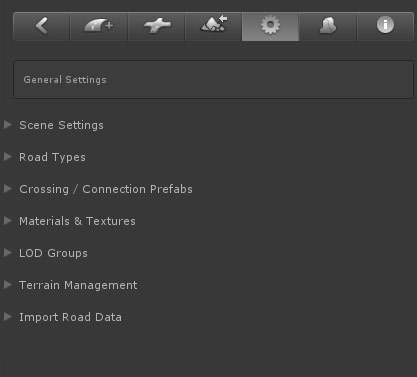 General Settings
Scene Settings
Road Types
Crossing / Connection Prefabs
Materials & Textures
LOD Groups
Terrain Management
Import Road Data